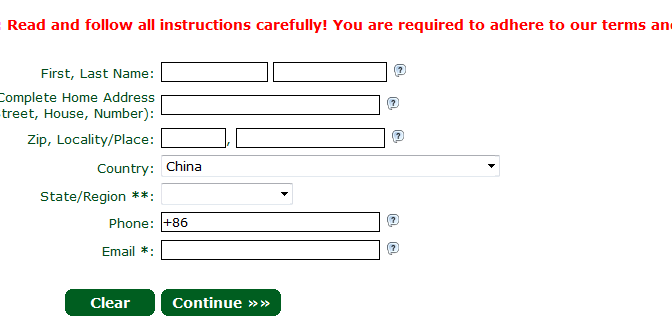 : Read and follow all instructions carefully! You are required to adhere to our terms and
First, Last Name:
Complete Home Address
treet, House, Number):
Zip, Locality/Place: ,
Country: China
State/Region **:
Phone: +86
Email *:
Clear Continue »»